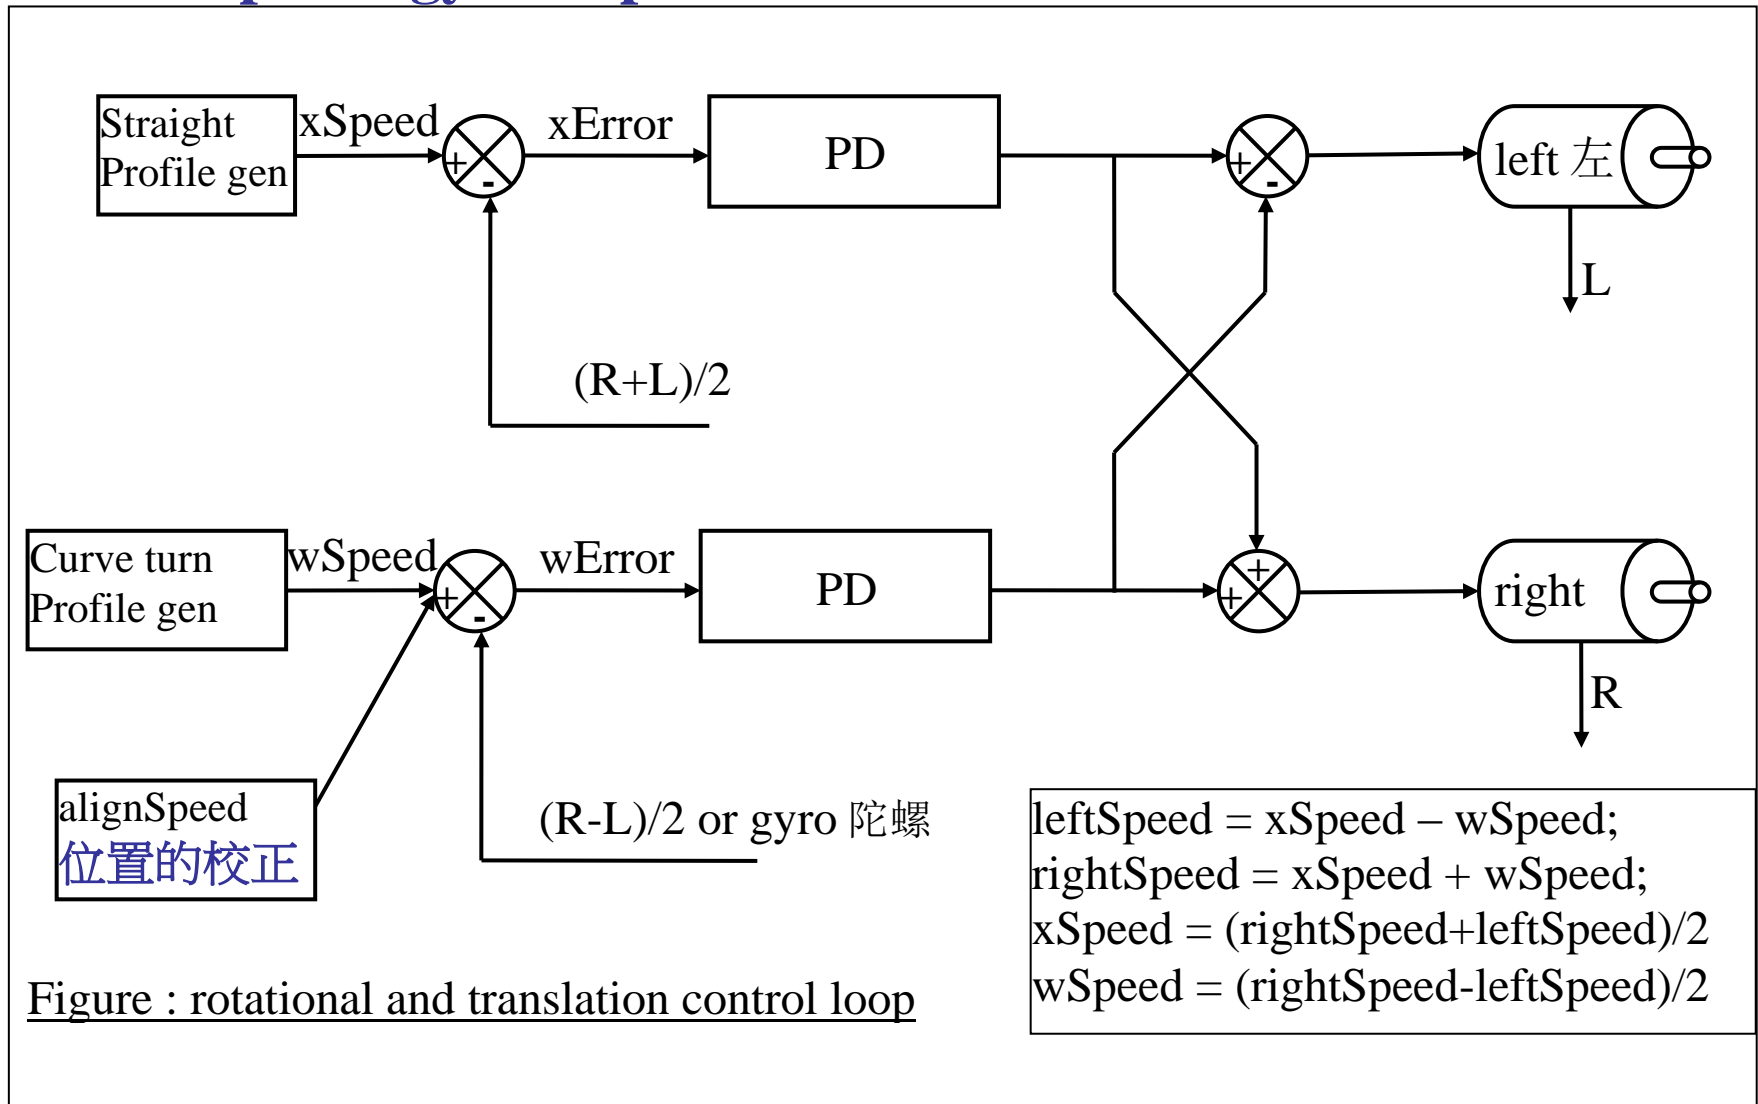 Straight
Profile gen
xSpeed
+
-
xError
PD
+
-
left 左
L
(R+L)/2
Curve turn
Profile gen
wSpeed
+
-
wError
PD
+
+
right
R
alignSpeed
位置的校正
(R-L)/2 or gyro 陀螺
leftSpeed = xSpeed – wSpeed;
rightSpeed = xSpeed + wSpeed;
xSpeed = (rightSpeed+leftSpeed)/2
wSpeed = (rightSpeed-leftSpeed)/2
Figure : rotational and translation control loop